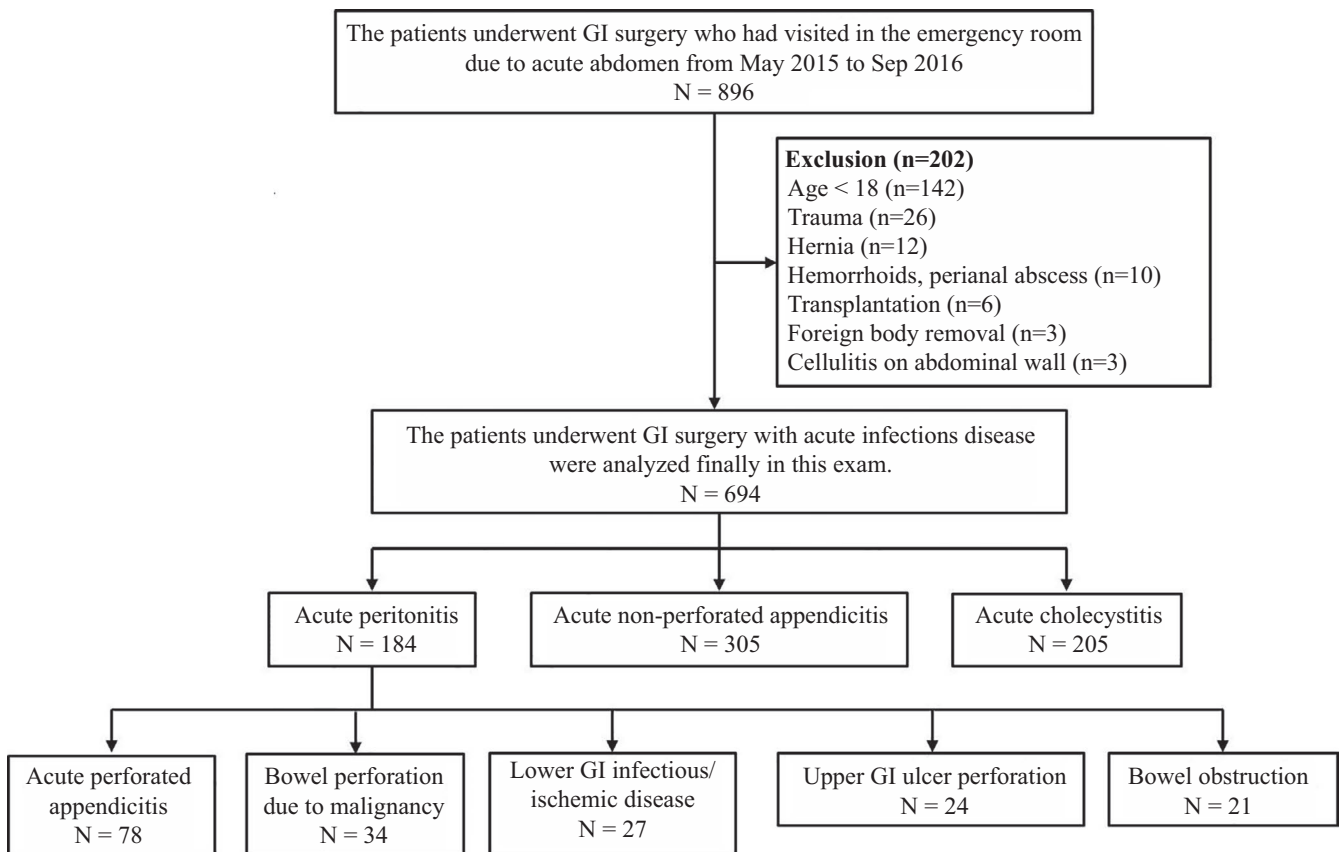 The patients underwent GI surgery who had visited in the emergency room
due to acute abdomen from May 2015 to Sep 2016
N = 896
Exclusion (n=202)
Age < 18 (n=142)
Trauma (n=26)
Hernia (n=12)
Hemorrhoids, perianal abscess (n=10)
Transplantation (n=6)
Foreign body removal (n=3)
Cellulitis on abdominal wall (n=3)
The patients underwent GI surgery with acute infections disease
were analyzed finally in this exam.
N = 694
Acute peritonitis
N = 184
Acute non-perforated appendicitis
N = 305
Acute cholecystitis
N = 205
Acute perforated
appendicitis
N = 78
Bowel perforation
due to malignancy
N = 34
Lower GI infectious/
ischemic disease
N = 27
Upper GI ulcer perforation
N = 24
Bowel obstruction
N = 21